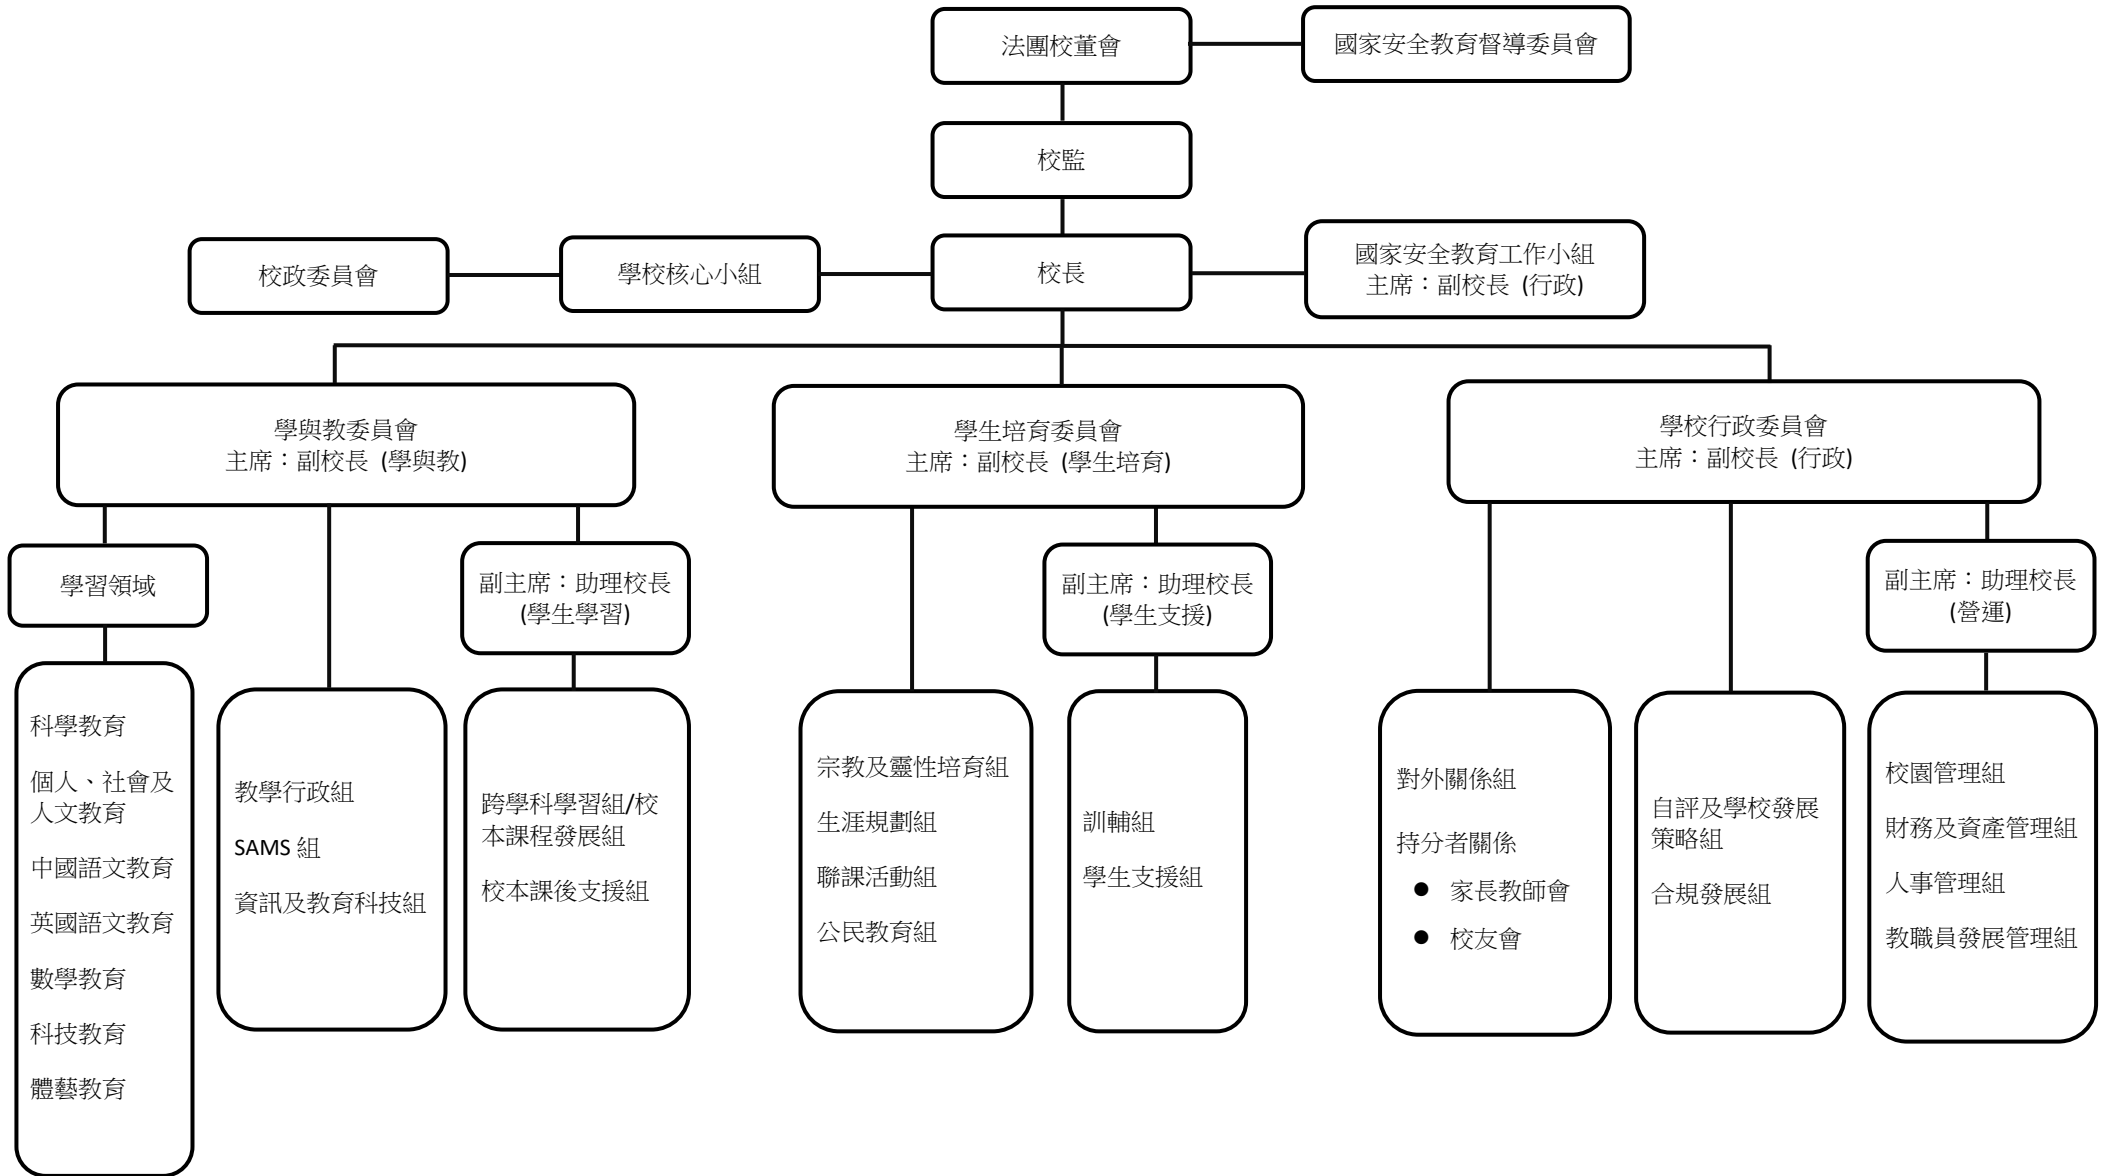 法團校董會
國家安全教育督導委員會
校監
校政委員會
學校核心小組
校長
國家安全教育工作小組
主席：副校長 (行政)
學與教委員會
主席：副校長 (學與教)
學生培育委員會
主席：副校長 (學生培育)
學校行政委員會
主席：副校長 (行政)
學習領域
副主席：助理校長
(學生學習)
副主席：助理校長
(學生支援)
副主席：助理校長
(營運)
科學教育
個人、社會及
人文教育
中國語文教育
英國語文教育
數學教育
科技教育
體藝教育
教學行政組
SAMS 組
資訊及教育科技組
跨學科學習組/校
本課程發展組
校本課後支援組
宗教及靈性培育組
生涯規劃組
聯課活動組
公民教育組
訓輔組
學生支援組
對外關係組
持分者關係
● 家長教師會
● 校友會
自評及學校發展
策略組
合規發展組
校園管理組
財務及資產管理組
人事管理組
教職員發展管理組